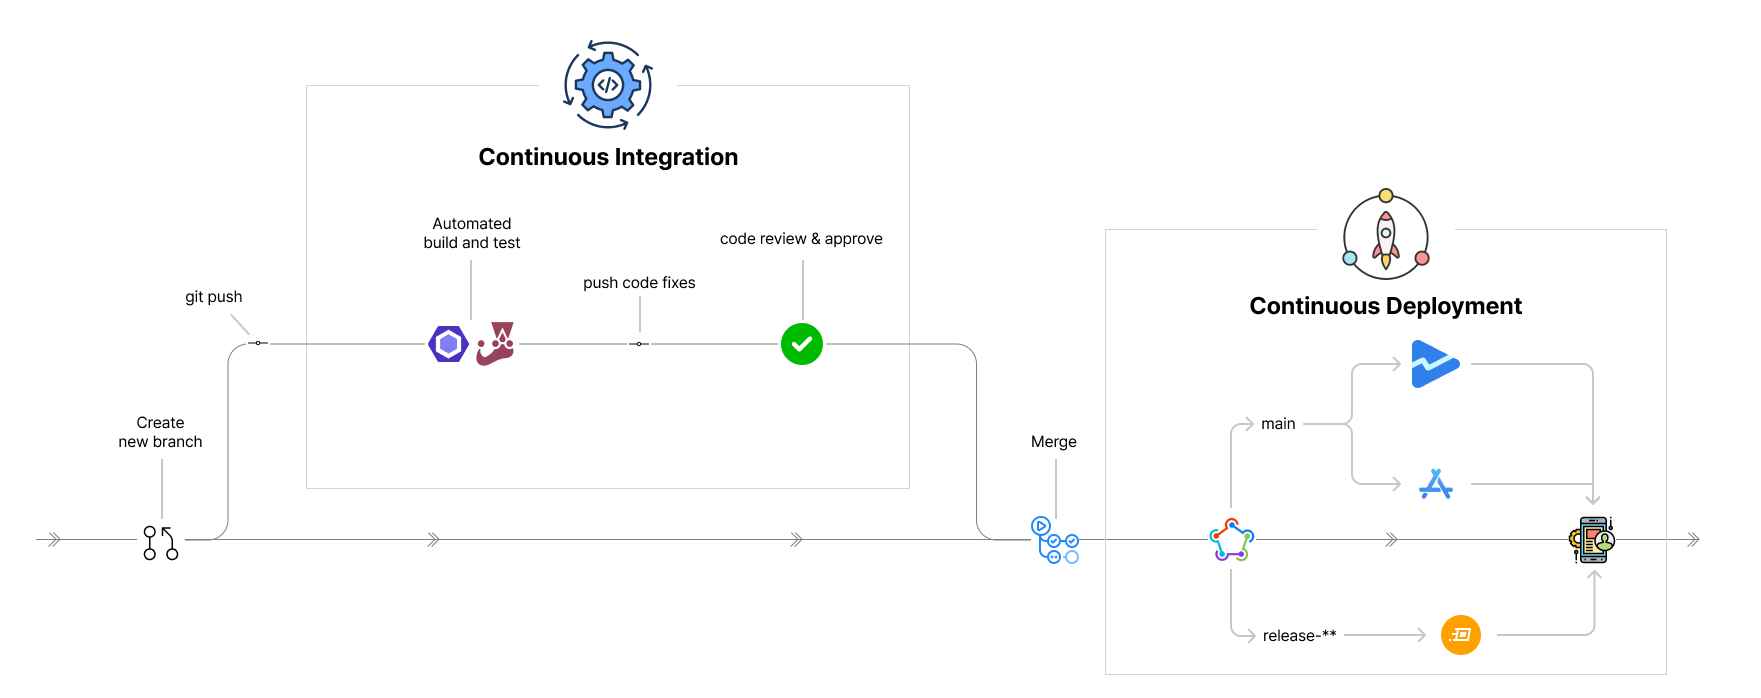 Continuous Integration
Automated
build and test
code review & approve
push code fixes
git push
Create
new branch
Merge
Continuous Deployment
main
release-**